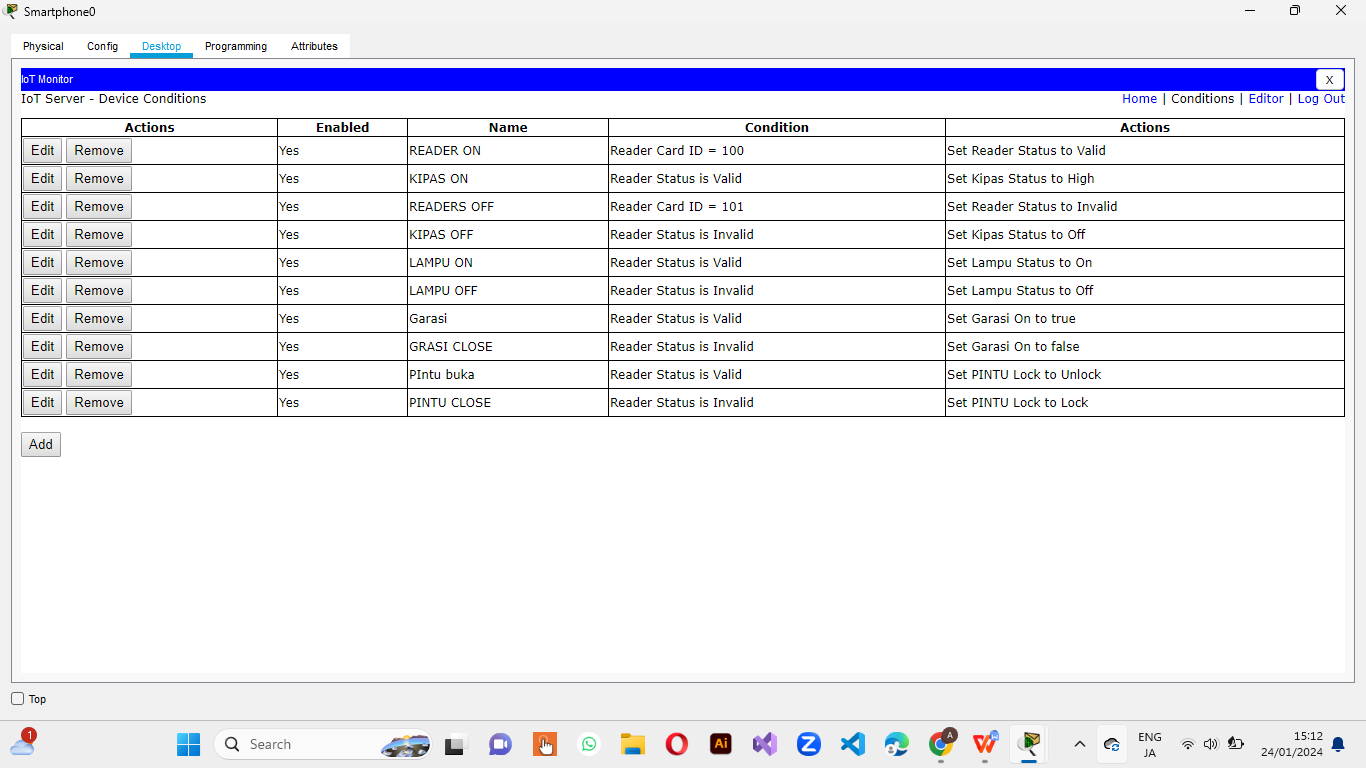 Smartphone0
Physical Config Desktop Programming Attributes
IoT Monitor X
IoT Server - Device Conditions Home | Conditions | Editor | Log Out
Actions Enabled Name Condition Actions
Edit Remove Yes READER ON Reader Card ID = 100 Set Reader Status to Valid
Edit Remove Yes KIPAS ON Reader Status is Valid Set Kipas Status to High
Edit Remove Yes READERS OFF Reader Card ID = 101 Set Reader Status to Invalid
Edit Remove Yes KIPAS OFF Reader Status is Invalid Set Kipas Status to Off
Edit Remove Yes LAMPU ON Reader Status is Valid Set Lampu Status to On
Edit Remove Yes LAMPU OFF Reader Status is Invalid Set Lampu Status to Off
Edit Remove Yes Garasi Reader Status is Valid Set Garasi On to true
Edit Remove Yes GRASI CLOSE Reader Status is Invalid Set Garasi On to false
Edit Remove Yes PIntu buka Reader Status is Valid Set PINTU Lock to Unlock
Edit Remove Yes PINTU CLOSE Reader Status is Invalid Set PINTU Lock to Lock
Add
Top
1 Search Ai A W ENG 15:12
JA 24/01/2024